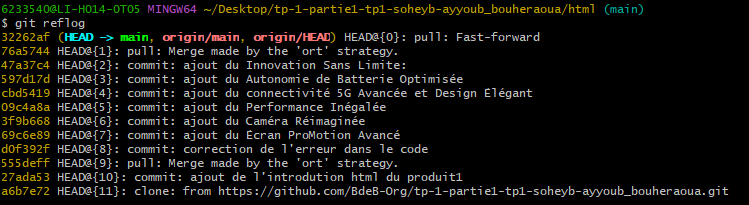 6233540@LI-H014-OT05 MINGW64 ~/Desktop/tp-1-partie1-tp1-soheyb-ayyoub_bouheraoua/html (main)
$ git reflog
32262af (HEAD -> main, origin/main, origin/HEAD) HEAD@{0}: pull: Fast-forward
76a5744 HEAD@{1}: pull: Merge made by the 'ort' strategy.
47a37c4 HEAD@{2}: commit: ajout du Innovation Sans Limite:
597d17d HEAD@{3}: commit: ajout du Autonomie de Batterie Optimisée
cbd5419 HEAD@{4}: commit: ajout du connectivité 5G Avancée et Design Élégant
09c4a8a HEAD@{5}: commit: ajout du Performance Inégalée
3f9b668 HEAD@{6}: commit: ajout du Caméra Réimaginée
69c6e89 HEAD@{7}: commit: ajout du Écran ProMotion Avancé
d0f392f HEAD@{8}: commit: correction de l'erreur dans le code
555deff HEAD@{9}: pull: Merge made by the 'ort' strategy.
27ada53 HEAD@{10}: commit: ajout de l'introdution html du produit1
a6b7e72 HEAD@{11}: clone: from https://github.com/BdeB-Org/tp-1-partie1-tp1-soheyb-ayyoub_bouheraoua.git